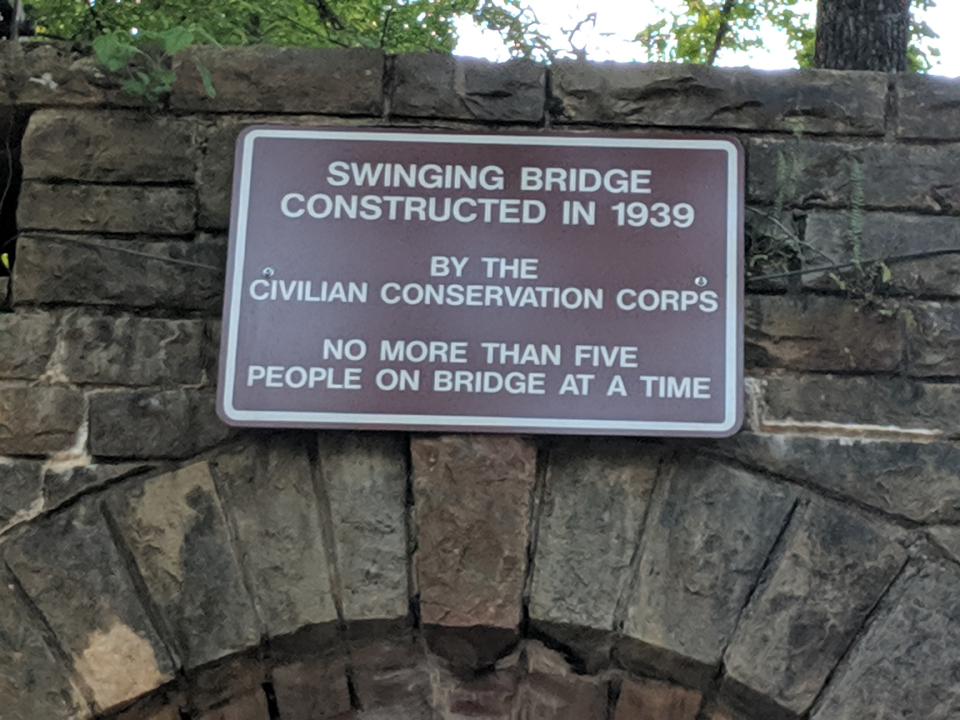 SWINGING BRIDGE
CONSTRUCTED IN 1939
BY THE
CIVILIAN CONSERVATION CORPS
NO MORE THAN FIVE
PEOPLE ON BRIDGE AT A TIME